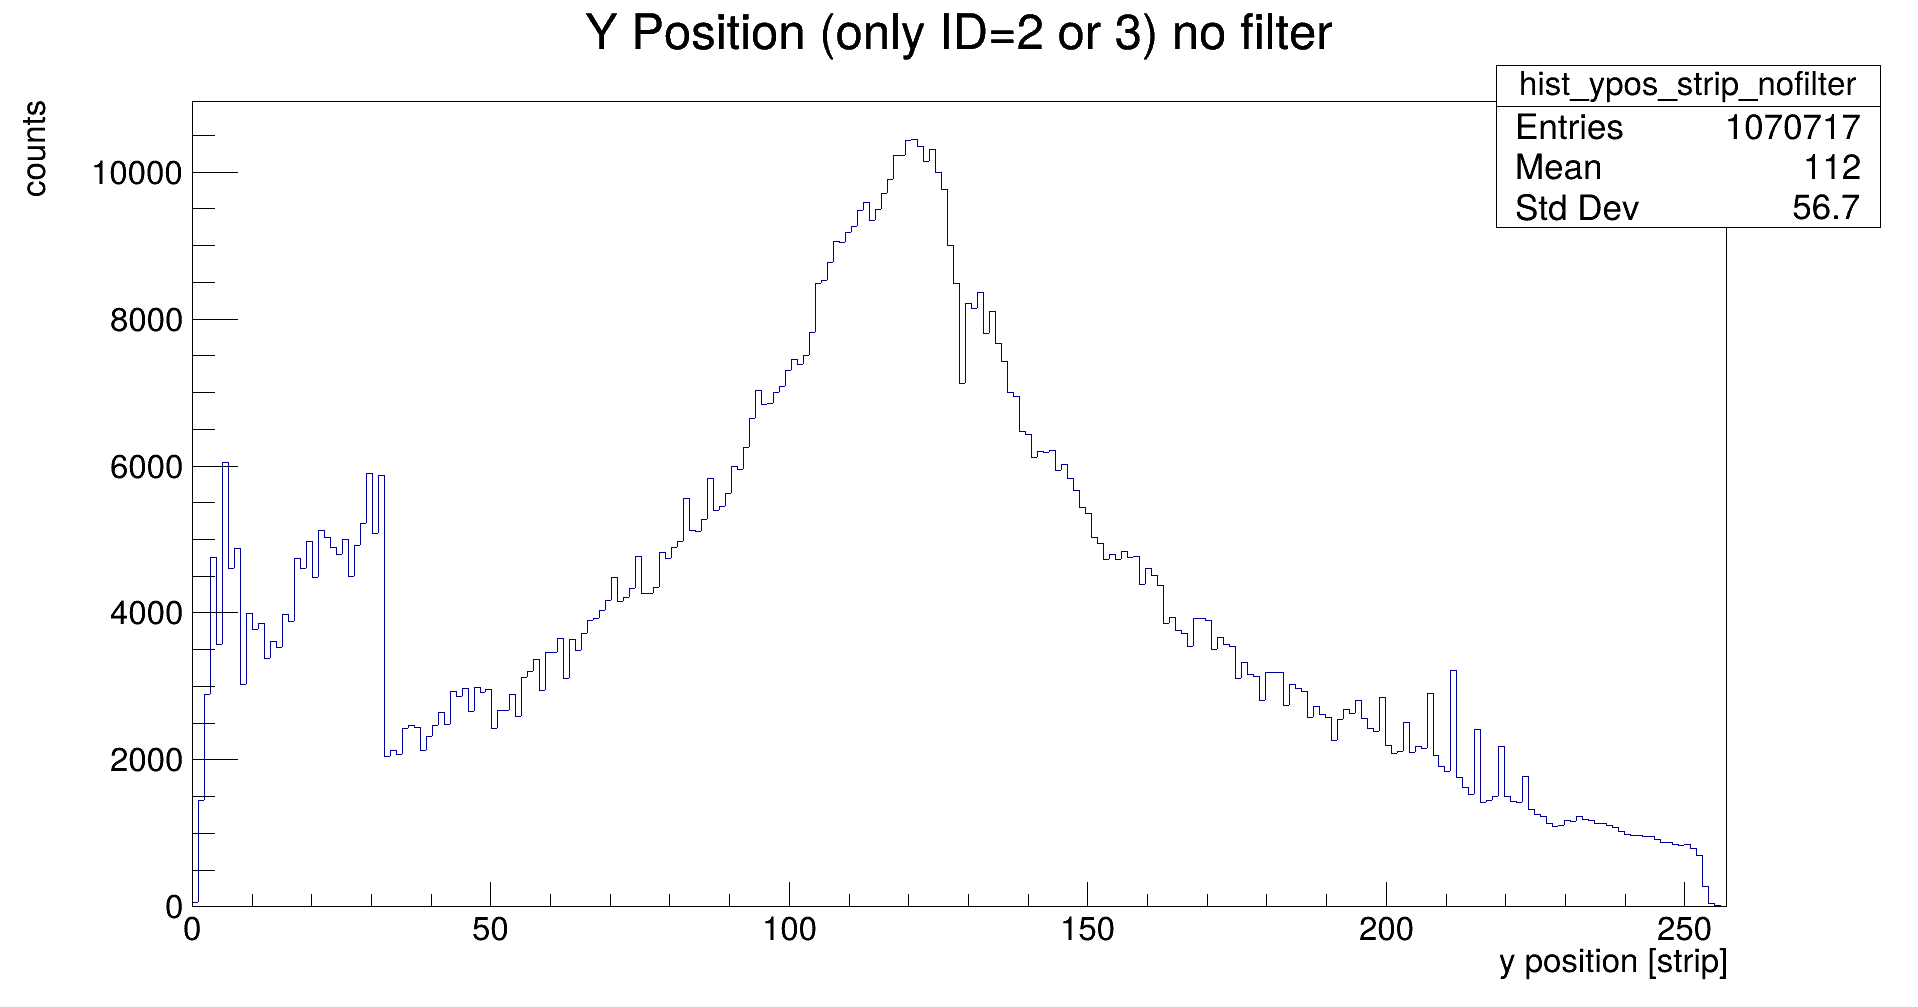 Y Position (only ID=2 or 3) no filter
hist_ypos_strip_nofilter
Entries 1070717
Mean 112
Std Dev 56.7
counts
10000
8000
6000
4000
2000
0
0 50 100 150 200 250
y position [strip]